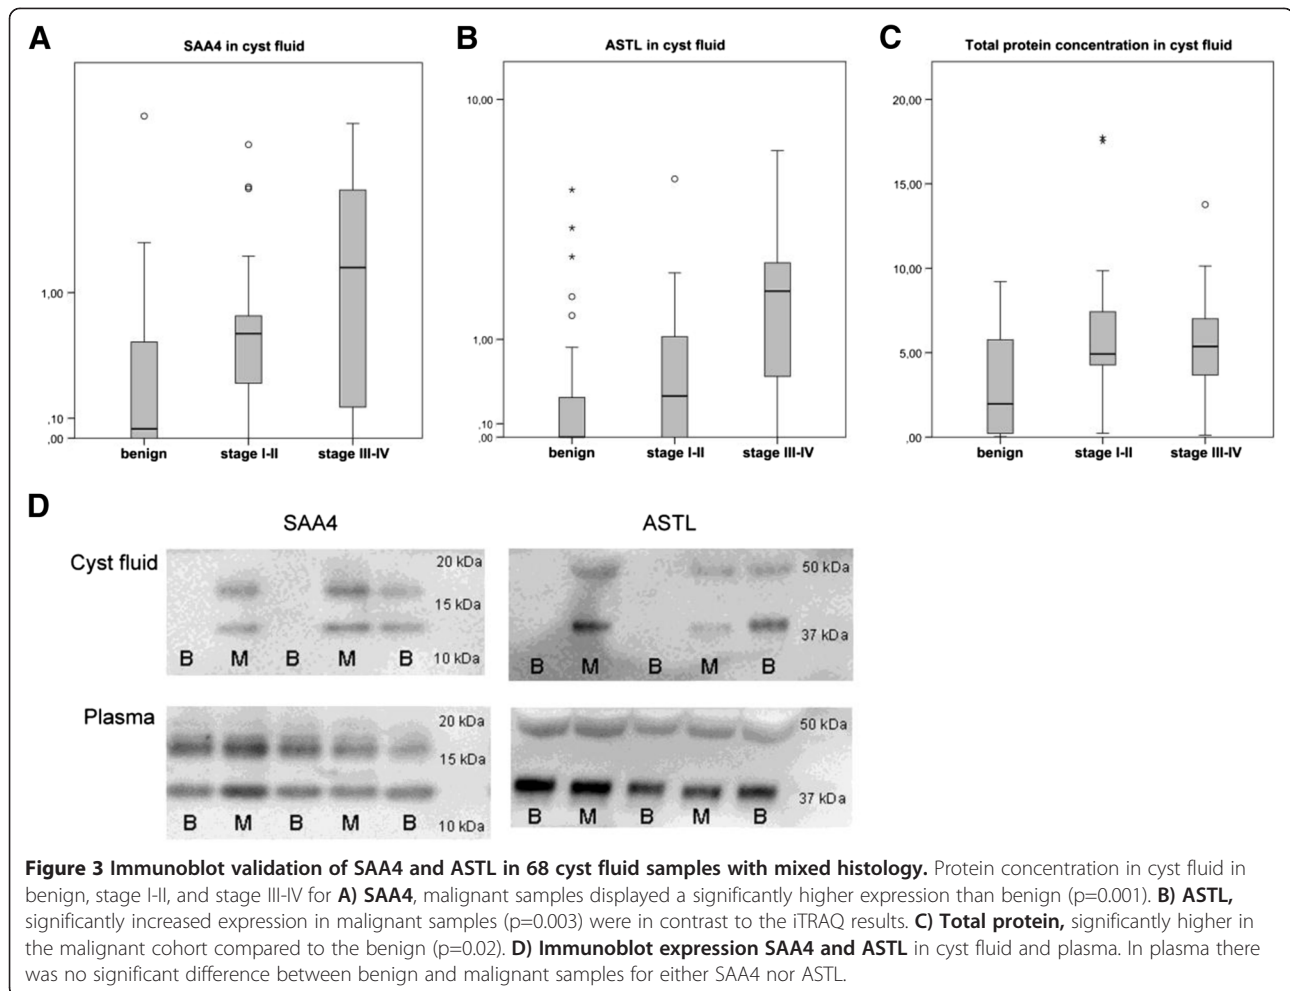 A
SAA4 in cyst fluid
1,00
,10
,00
benign
stage I-II
stage III-IV
B
ASTL in cyst fluid
10,00
1,00
,10
,00
benign
stage I-II
stage III-IV
C
Total protein concentration in cyst fluid
20,00
15,00
10,00
5,00
,00
benign
stage I-II
stage III-IV
D
SAA4
ASTL
Cyst fluid
20 kDa
15 kDa
10 kDa
B M B M B
50 kDa
37 kDa
B M B M B
Plasma
20 kDa
15 kDa
10 kDa
B M B M B
50 kDa
37 kDa
B M B M B
Figure 3 Immunoblot validation of SAA4 and ASTL in 68 cyst fluid samples with mixed histology. Protein concentration in cyst fluid in
benign, stage I-II, and stage III-IV for A) SAA4, malignant samples displayed a significantly higher expression than benign (p=0.001). B) ASTL,
significantly increased expression in malignant samples (p=0.003) were in contrast to the iTRAQ results. C) Total protein, significantly higher in
the malignant cohort compared to the benign (p=0.02). D) Immunoblot expression SAA4 and ASTL in cyst fluid and plasma. In plasma there
was no significant difference between benign and malignant samples for either SAA4 nor ASTL.